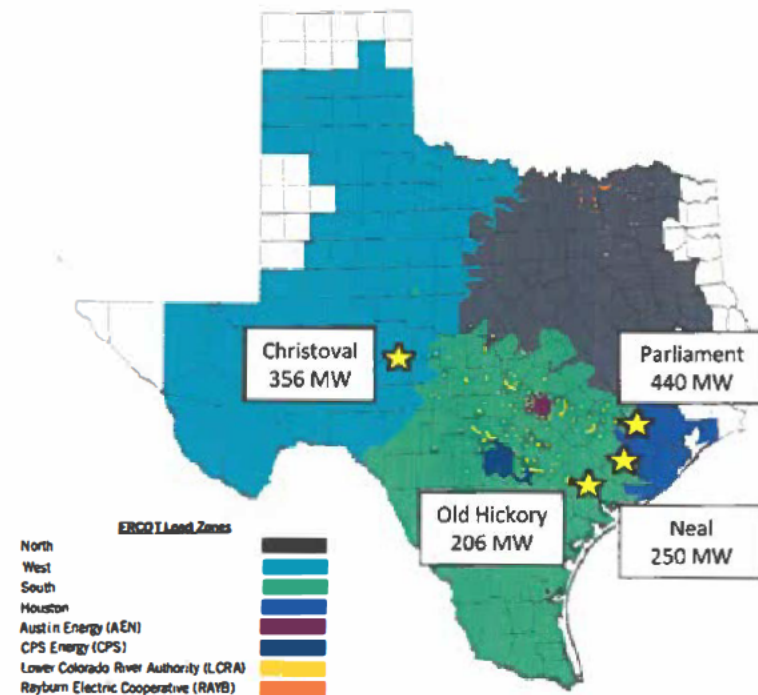 Christoval
356 MW
Parliament
440 MW
Old Hickory
206 MW
Neal
250 MW
ERCOT Load Zones
North
West
South
Houston
Austin Energy (AEN)
CPS Energy (CPS)
Lower Colorado River Authority (LCRA)
Rayburn Electric Cooperative (RAYB)